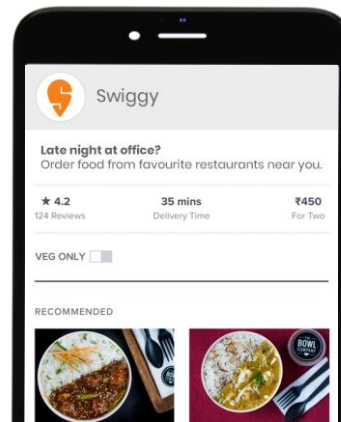 Swiggy
Late night at office?
Order food from favourite restaurants near you.
★ 4.2 35 mins ₹450
124 Reviews Delivery Time For Two
VEG ONLY
RECOMMENDED
BOWL
COMPANY